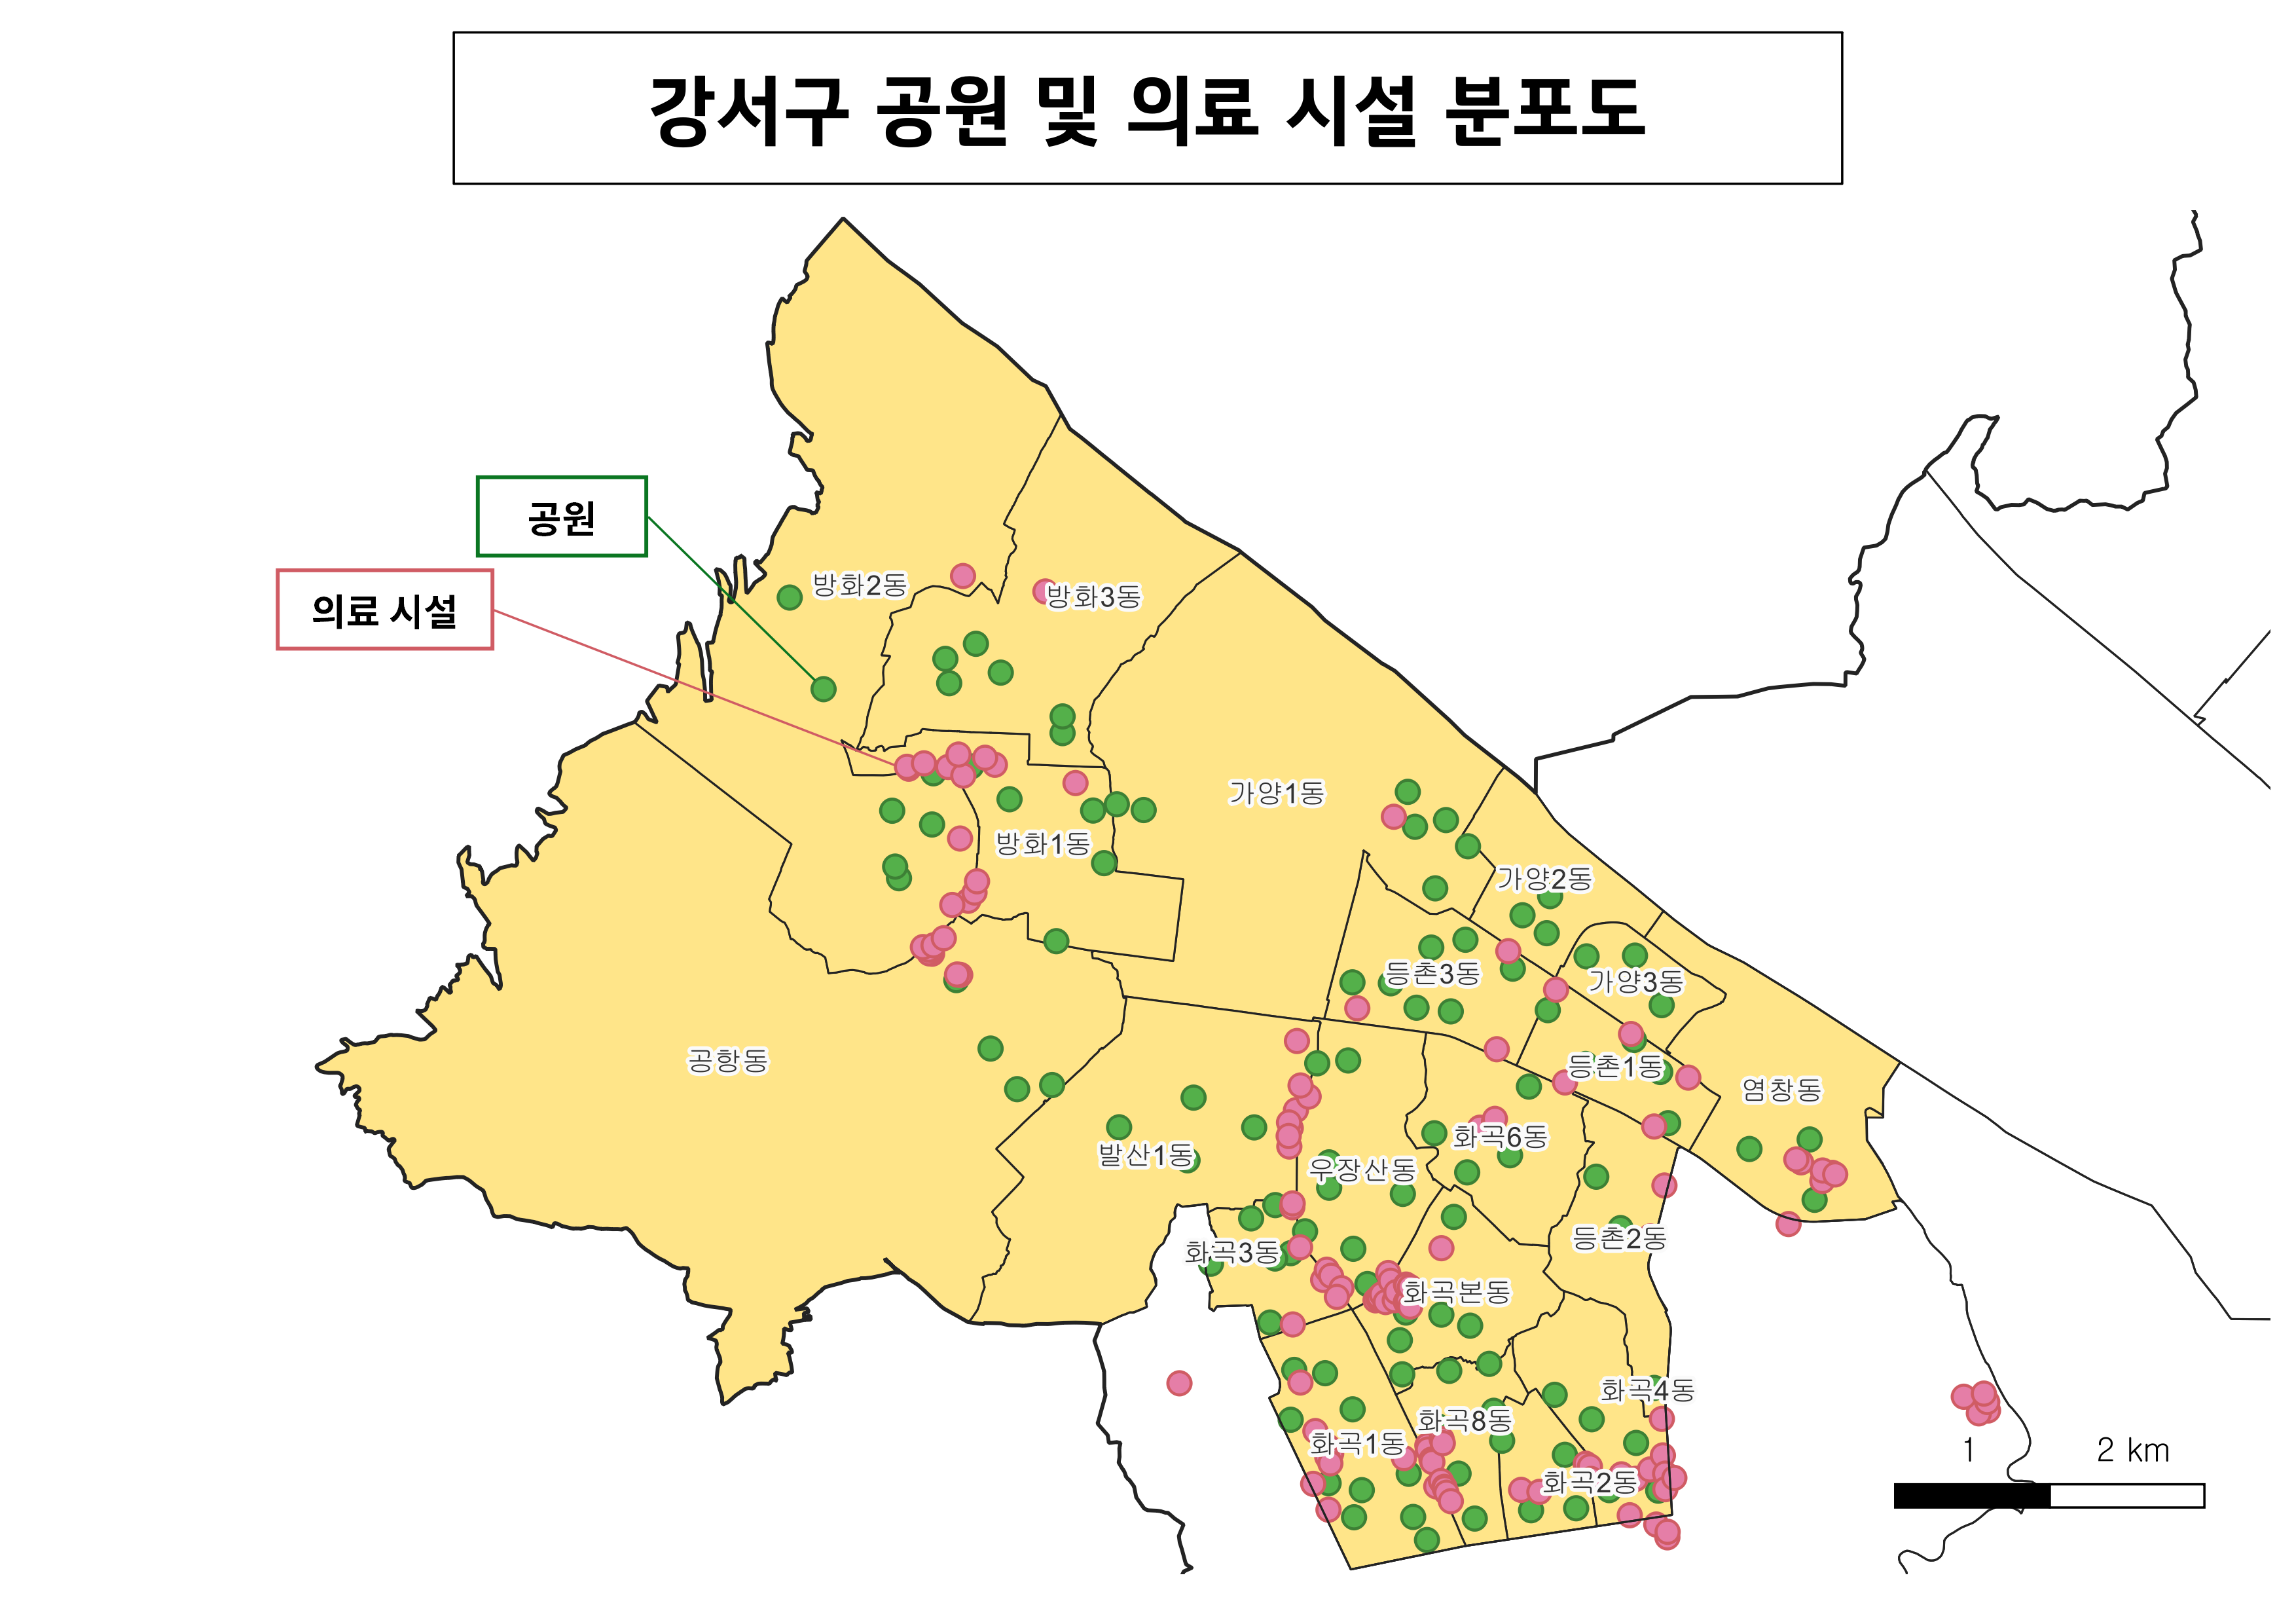 강서구 공원 및 의료 시설 분포도
공원
의료 시설
방화2동
방화3동
가양1동
방화1동
가양2동
등촌3동
가양3동
공항동
등촌1동
염창동
발산1동
우장산동
화곡6동
화곡3동
등촌2동
화곡본동
화곡4동
화곡8동
화곡1동
화곡2동
1 2 km